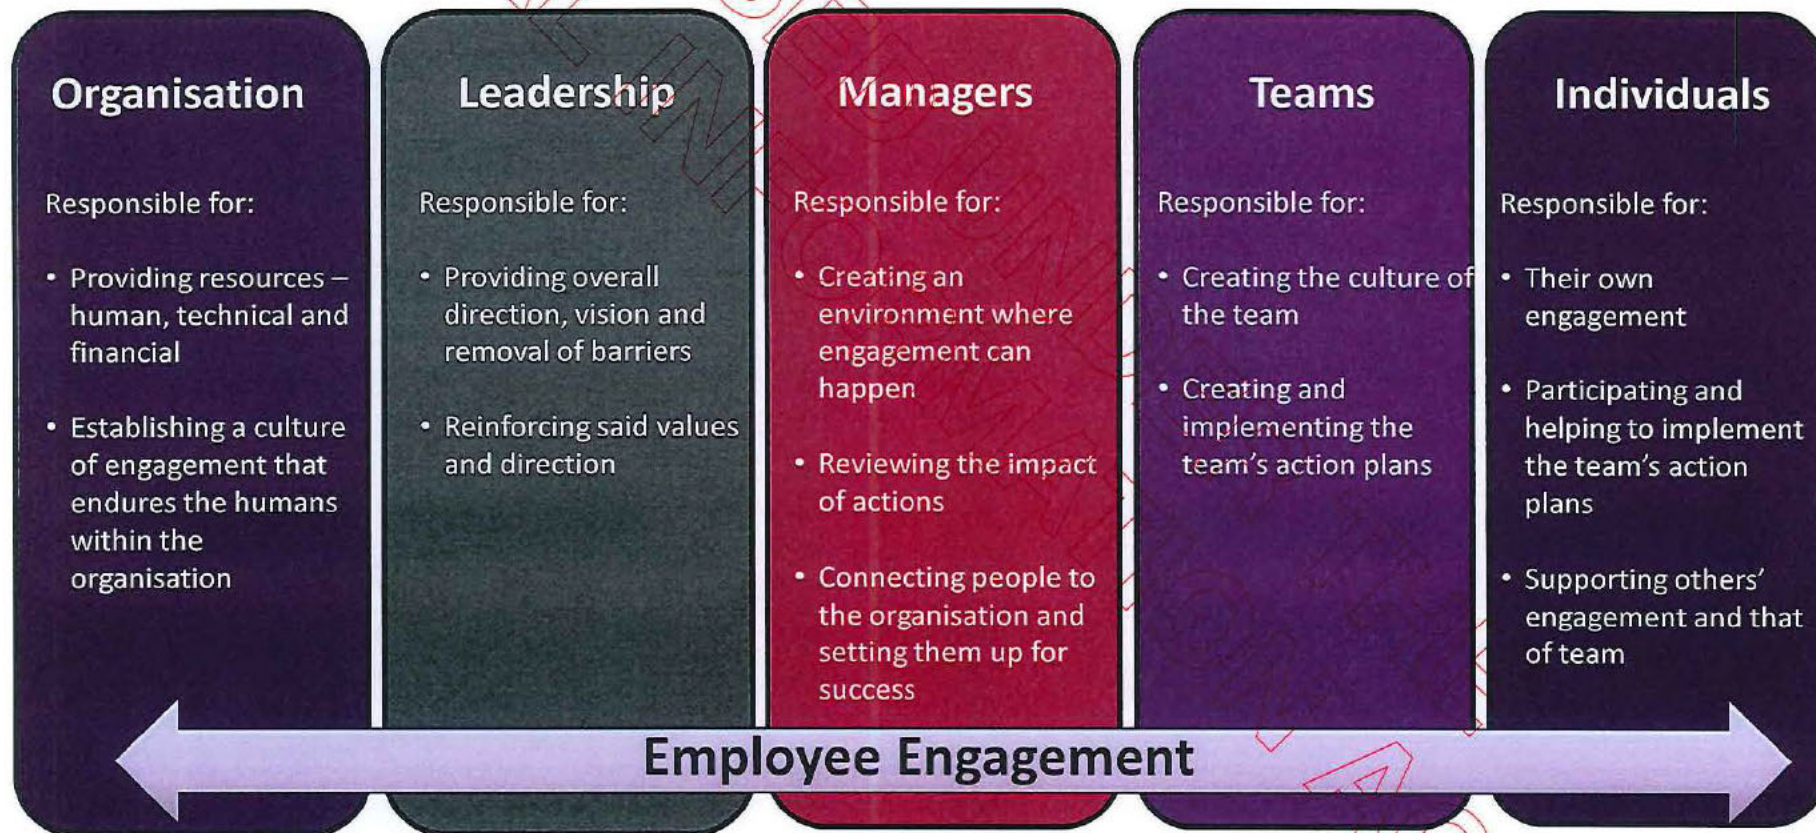 Organisation
Responsible for:
• Providing resources –
human, technical and
financial
• Establishing a culture
of engagement that
endures the humans
within the
organisation
Leadership
Responsible for:
• Providing overall
direction, vision and
removal of barriers
• Reinforcing said values
and direction
Managers
Responsible for:
• Creating an
environment where
engagement can
happen
• Reviewing the impact
of actions
• Connecting people to
the organisation and
setting them up for
success
Teams
Responsible for:
• Creating the culture of
the team
• Creating and
implementing the
team's action plans
Individuals
Responsible for:
• Their own
engagement
• Participating and
helping to implement
the team's action
plans
• Supporting others'
engagement and that
of team
Employee Engagement